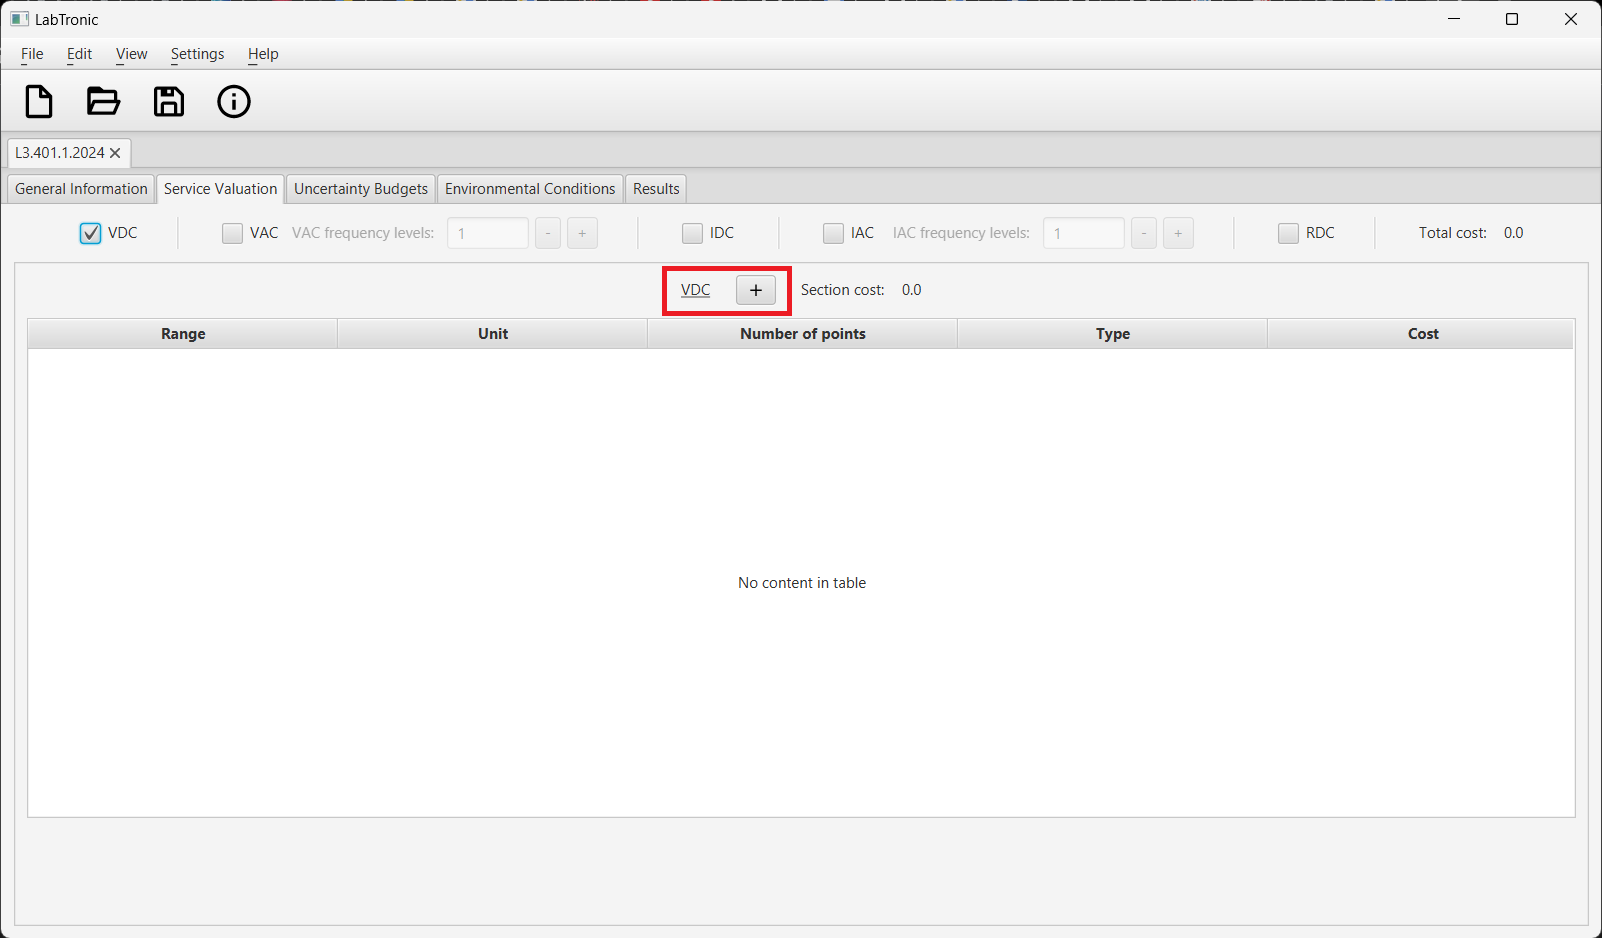 LabTronic
File Edit View Settings Help
L3.401.1.2024
General Information Service Valuation Uncertainty Budgets Environmental Conditions Results
VDC VAC VAC frequency levels: 1 - + IDC IAC IAC frequency levels: 1 - + RDC Total cost: 0.0
VDC + Section cost: 0.0
Range Unit Number of points Type Cost
No content in table